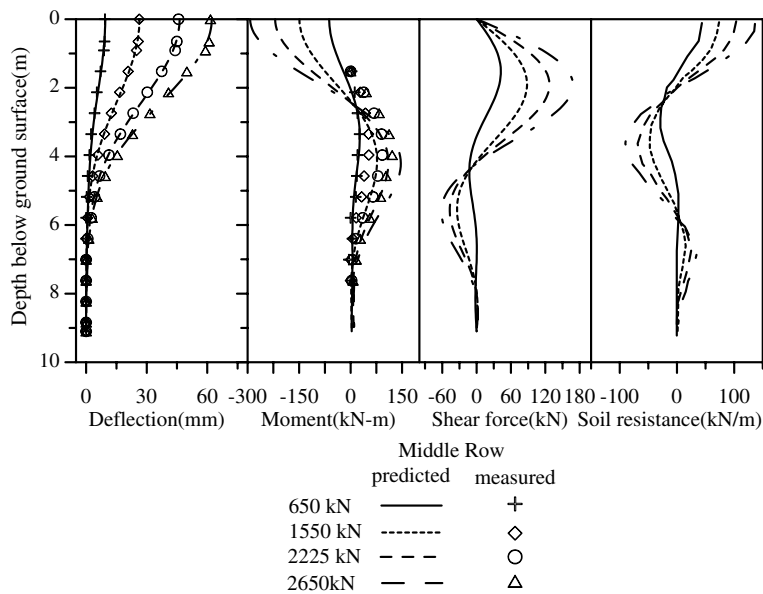 0
2
4
6
8
10
Depth below ground surface(m)
0 30 60 -300 -150 0 150 -60 0 60 120 180 -100 0 100
Deflection(mm) Moment(kN-m) Shear force(kN) Soil resistance(kN/m)
Middle Row
predicted measured
650 kN
1550 kN
2225 kN
2650kN